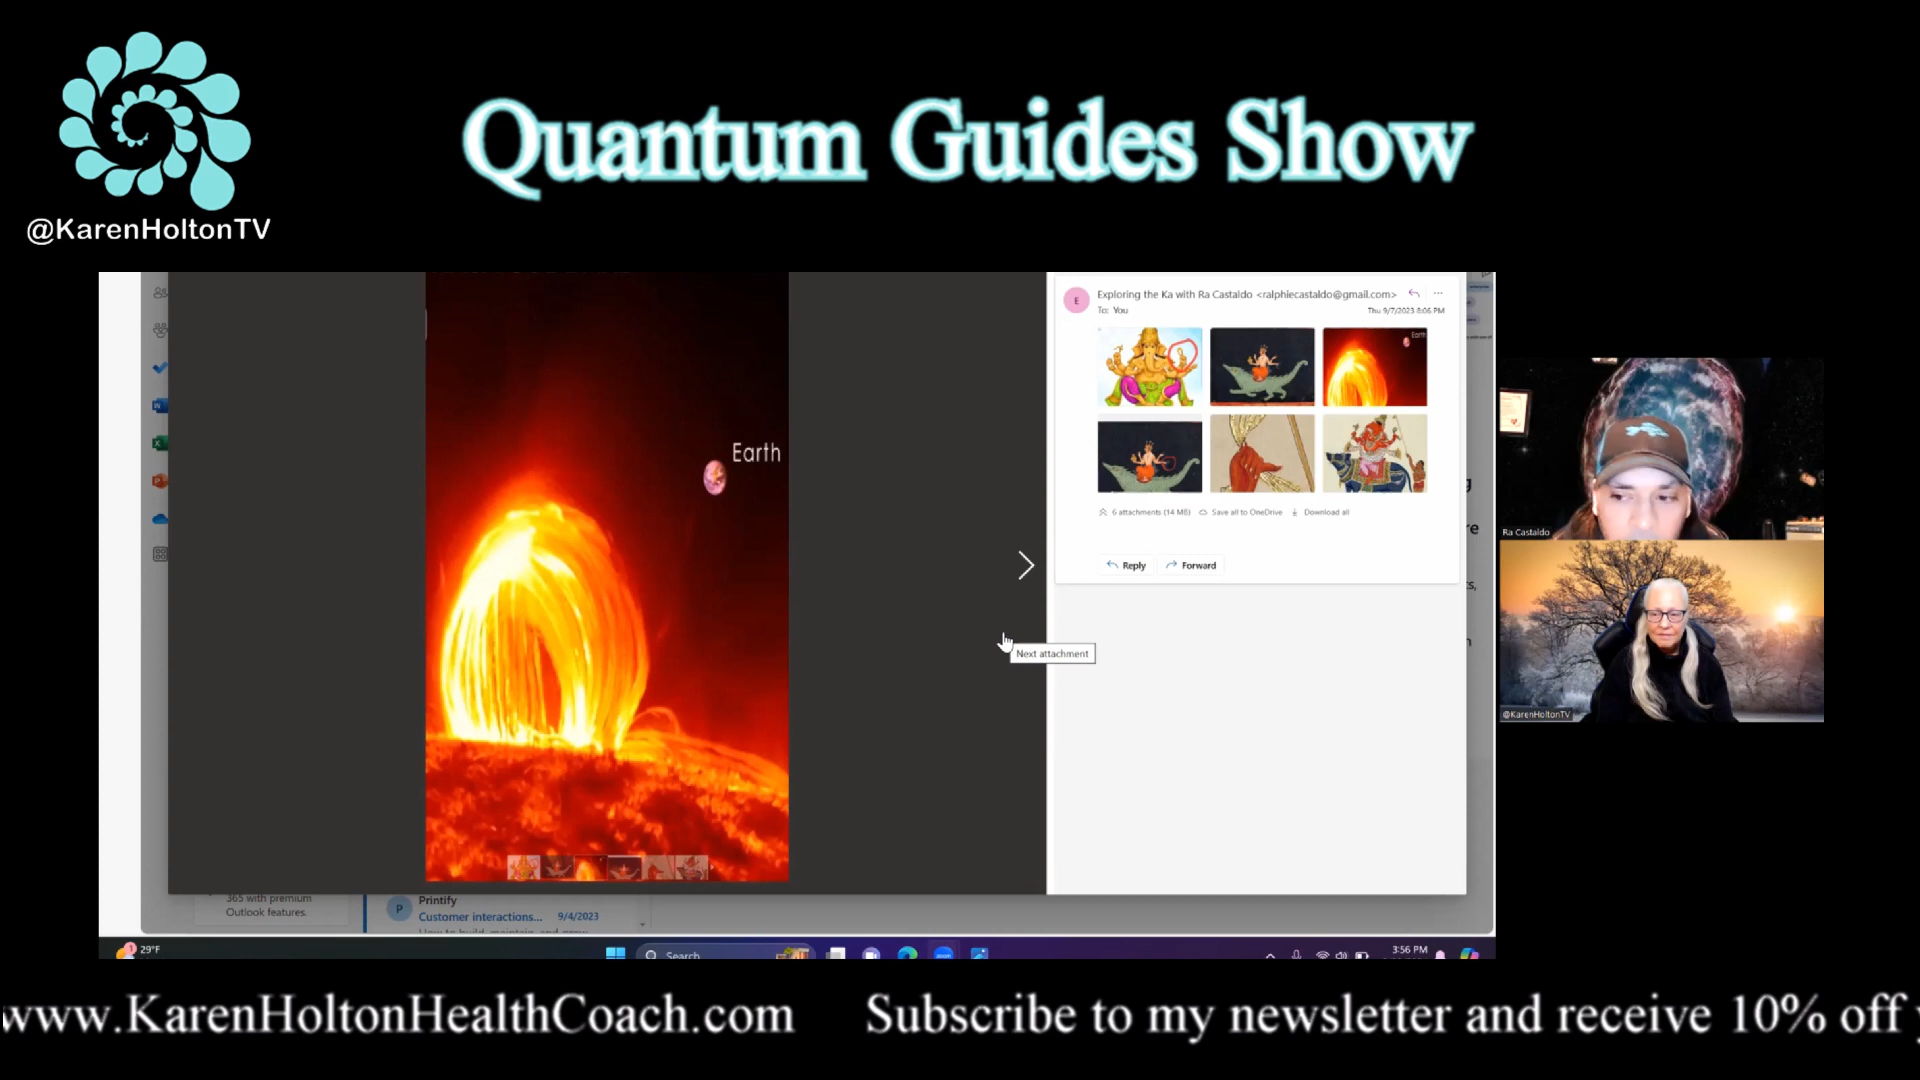 Quantum Guides Show
@KarenHoltonTV
Exploring the Ka with Ra Castaldo <ralphiecastaldo@gmail.com>
To: You
Thu 9/7/2023 8:06 PM
E
Earth
Earth
6 attachments (14 MB)
Save all to OneDrive
Download all
Reply
Forward
Next attachment
Ra Castaldo
@KarenHoltonTV
365 with premium
Outlook features.
P
Printify
Customer interactions...
9/4/2023
1
29°F
Search
3:56 PM
www.KarenHoltonHealthCoach.com Subscribe to my newsletter and receive 10% off